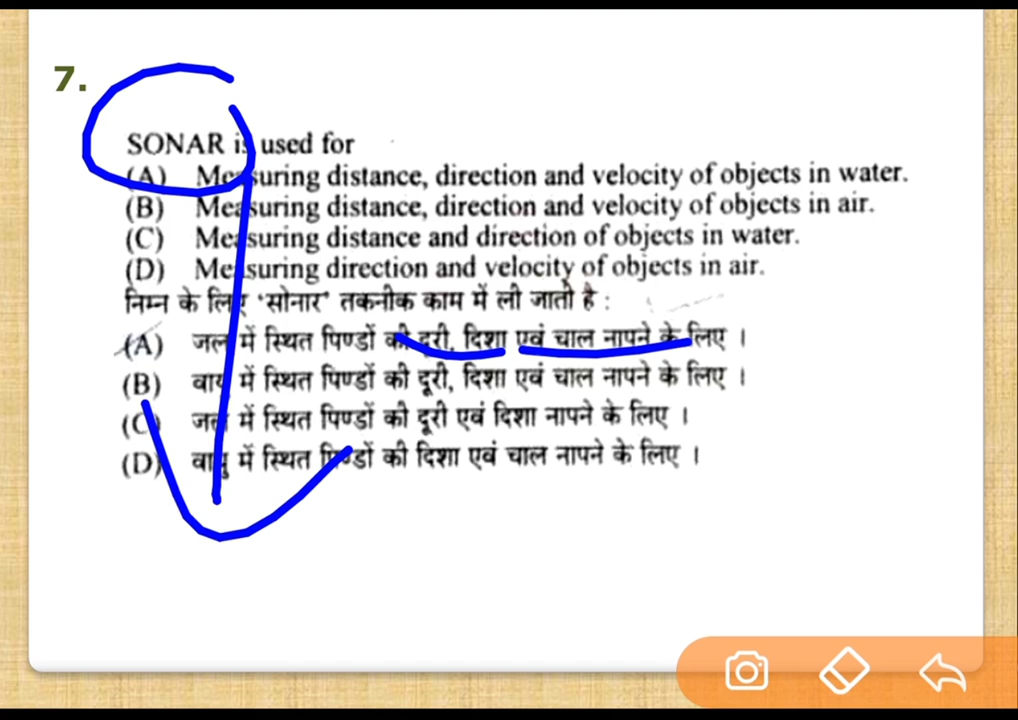 7.
SONAR is used for
(A) Measuring distance, direction and velocity of objects in water.
(B) Measuring distance, direction and velocity of objects in air.
(C) Measuring distance and direction of objects in water.
(D) Measuring direction and velocity of objects in air.
निम्न के लिए 'सोनार' तकनीक काम में ली जाती है :
(A) जल में स्थित पिण्डों की दूरी, दिशा एवं चाल नापने के लिए ।
(B) वायु में स्थित पिण्डों की दूरी, दिशा एवं चाल नापने के लिए ।
(C) जल में स्थित पिण्डों की दूरी एवं दिशा नापने के लिए ।
(D) वायु में स्थित पिण्डों की दिशा एवं चाल नापने के लिए ।